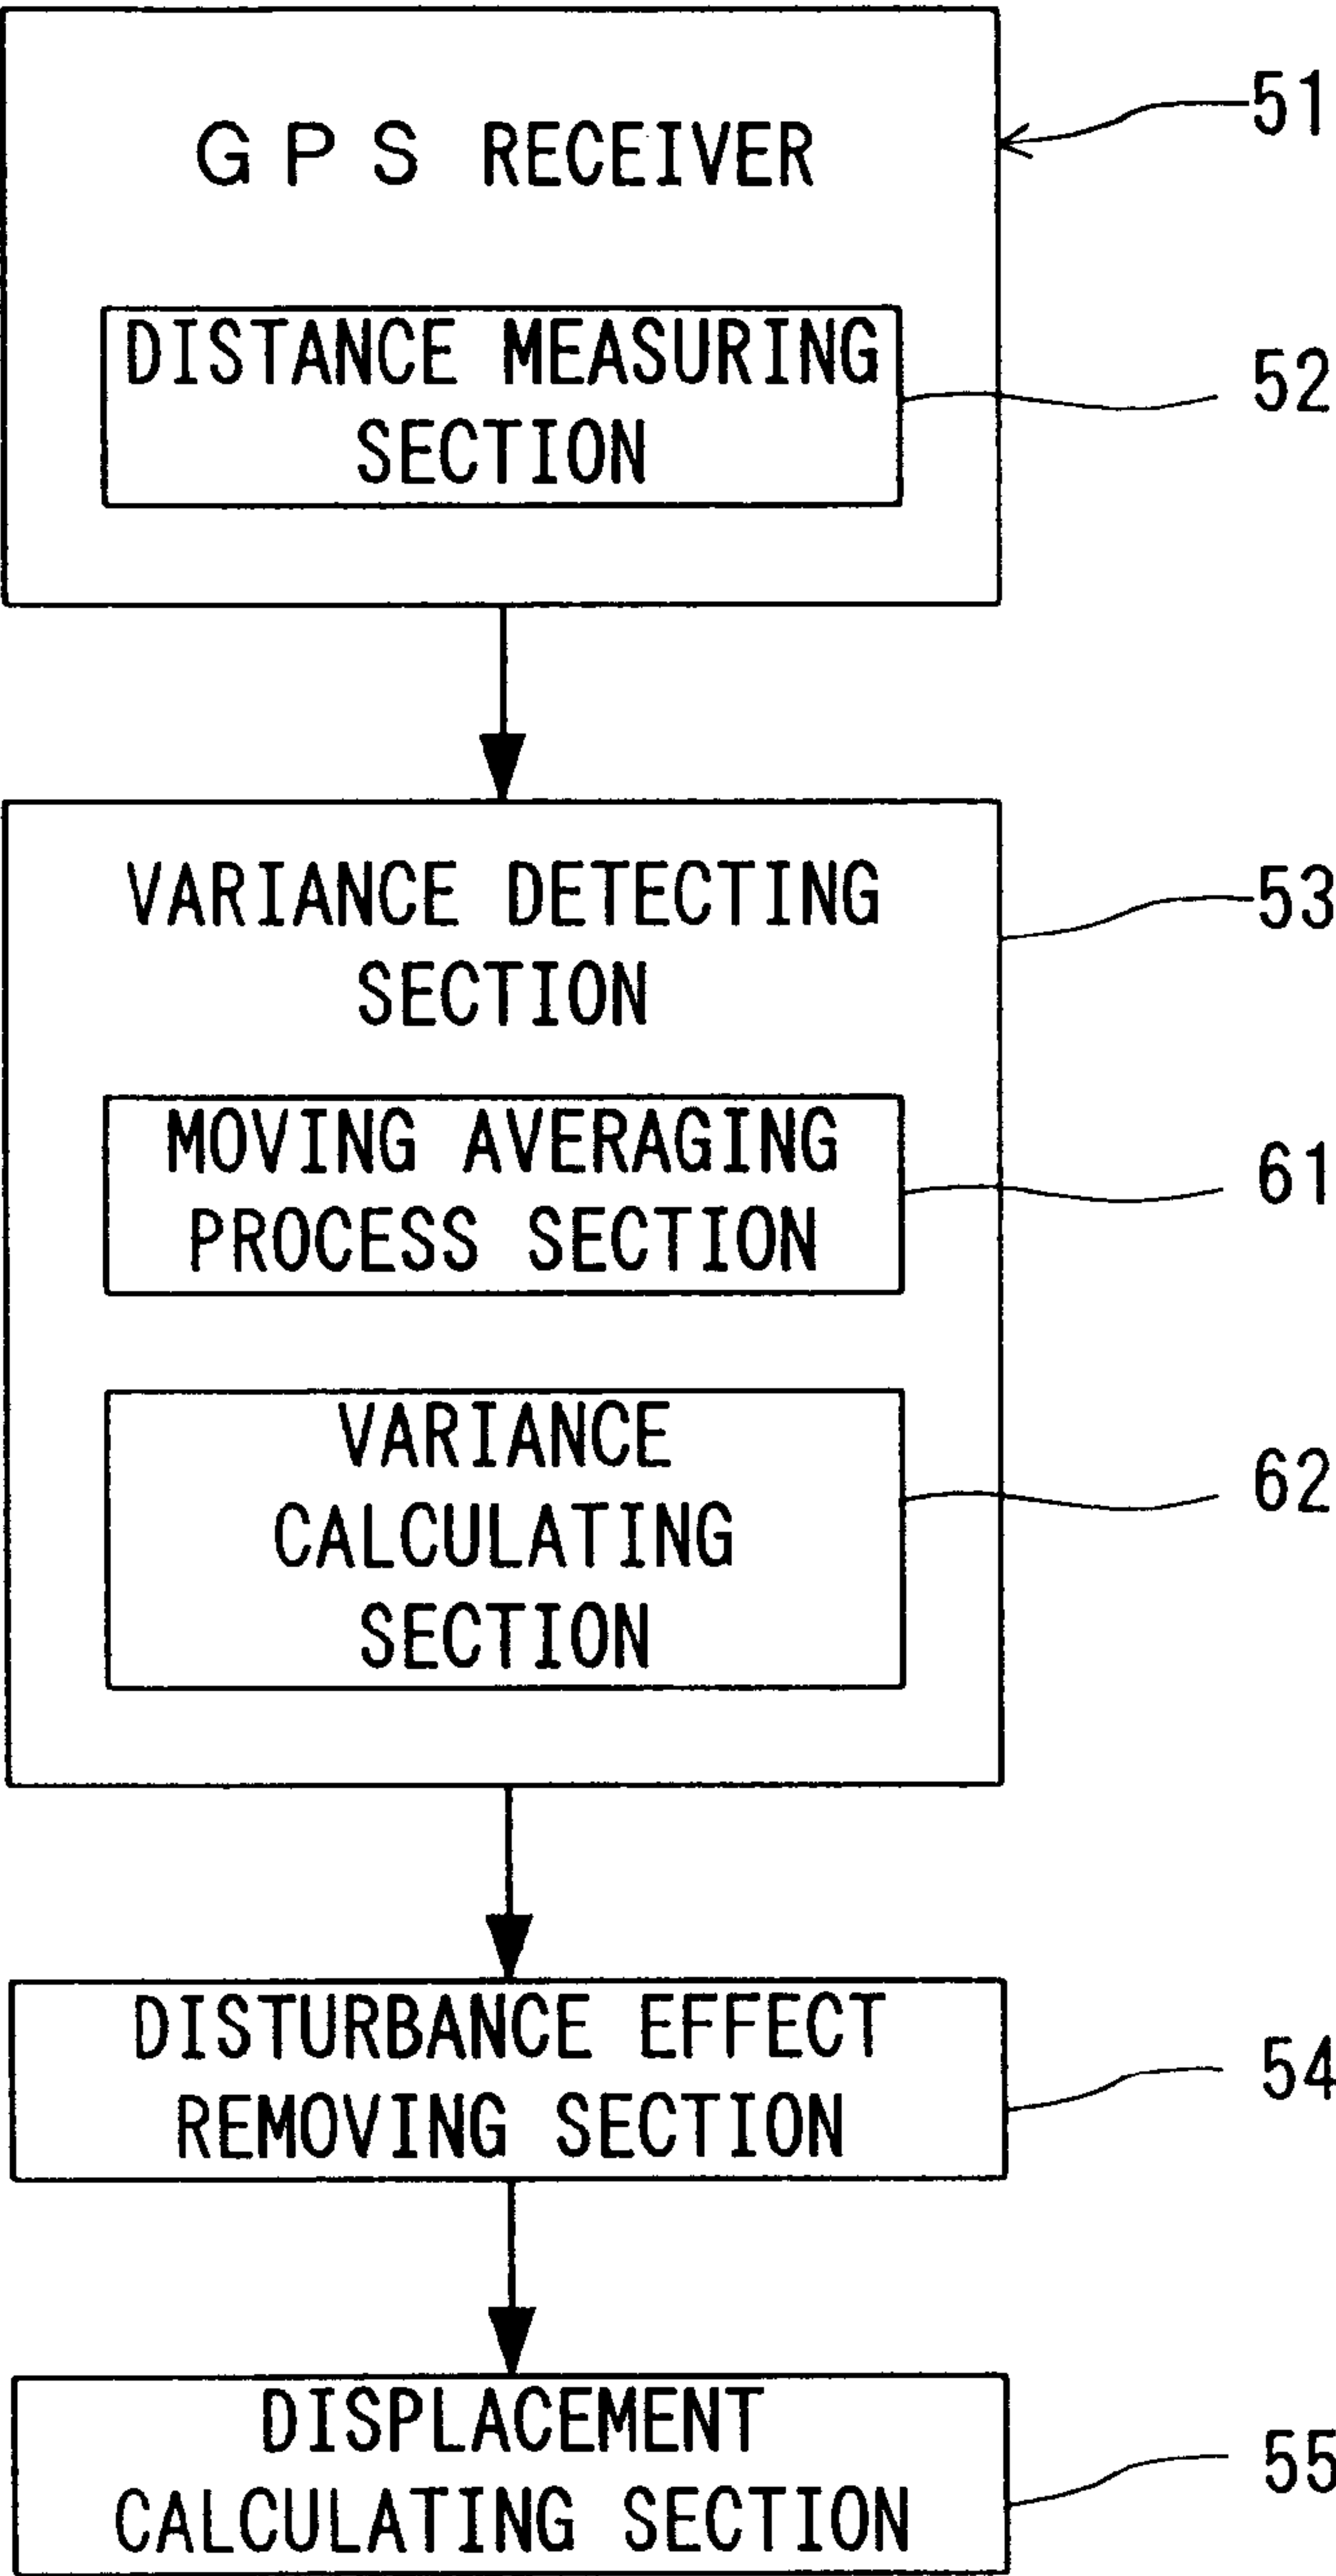 GPS RECEIVER
51
DISTANCE MEASURING
SECTION
52
VARIANCE DETECTING
SECTION
53
MOVING AVERAGING
PROCESS SECTION
61
VARIANCE
CALCULATING
SECTION
62
DISTURBANCE EFFECT
REMOVING SECTION
54
DISPLACEMENT
CALCULATING SECTION
55